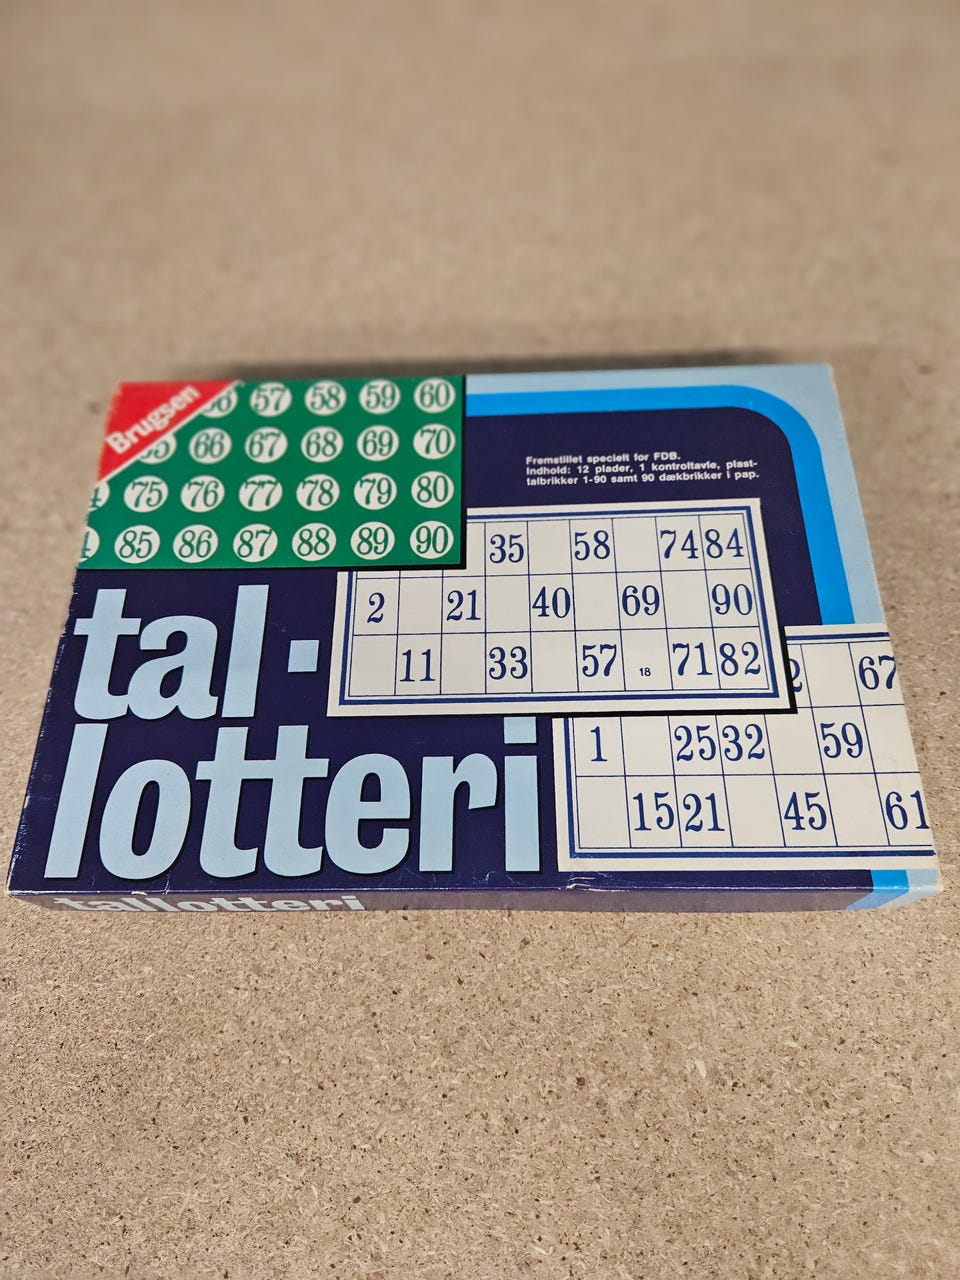 Brugsen
57 58 59 60
66 67 68 69 70
75 76 77 78 79 80
85 86 87 88 89 90
Fremstillet specielt for FDB.
Indhold: 12 plader, 1 kontroltavle, plast-
talbrikker 1-90 samt 90 dækbrikker i pap.
35 58 74 84
2 21 40 69 90
11 33 57 18 71 82
tal-
lotteri
67
1 25 32 59
15 21 45 61
tallotteri